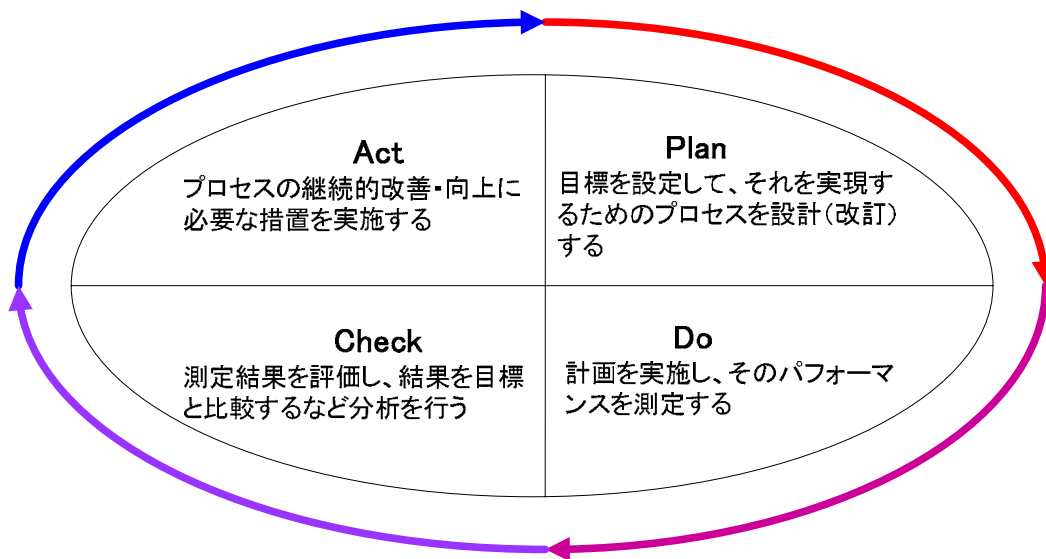 Act
プロセスの継続的改善・向上に
必要な措置を実施する
Plan
目標を設定して、それを実現す
るためのプロセスを設計（改訂）
する
Check
測定結果を評価し、結果を目標
と比較するなど分析を行う
Do
計画を実施し、そのパフォーマ
ンスを測定する